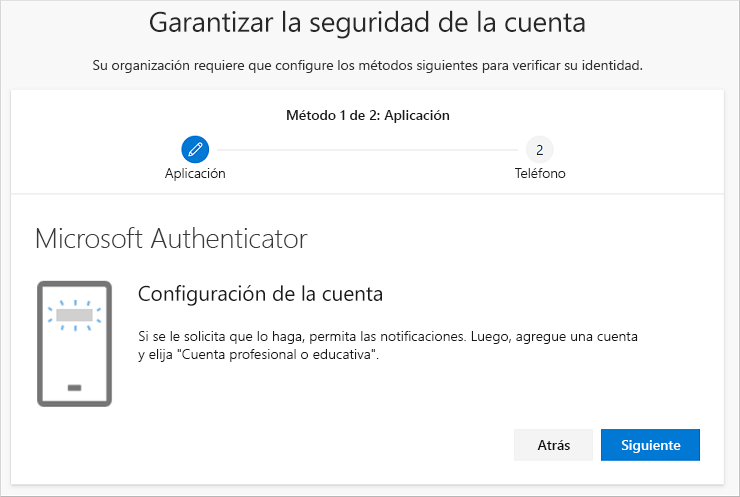 Garantizar la seguridad de la cuenta
Su organización requiere que configure los métodos siguientes para verificar su identidad.
Método 1 de 2: Aplicación
2
Aplicación
Teléfono
Microsoft Authenticator
Configuración de la cuenta
Si se le solicita que lo haga, permita las notificaciones. Luego, agregue una cuenta
y elija "Cuenta profesional o educativa".
Atrás
Siguiente